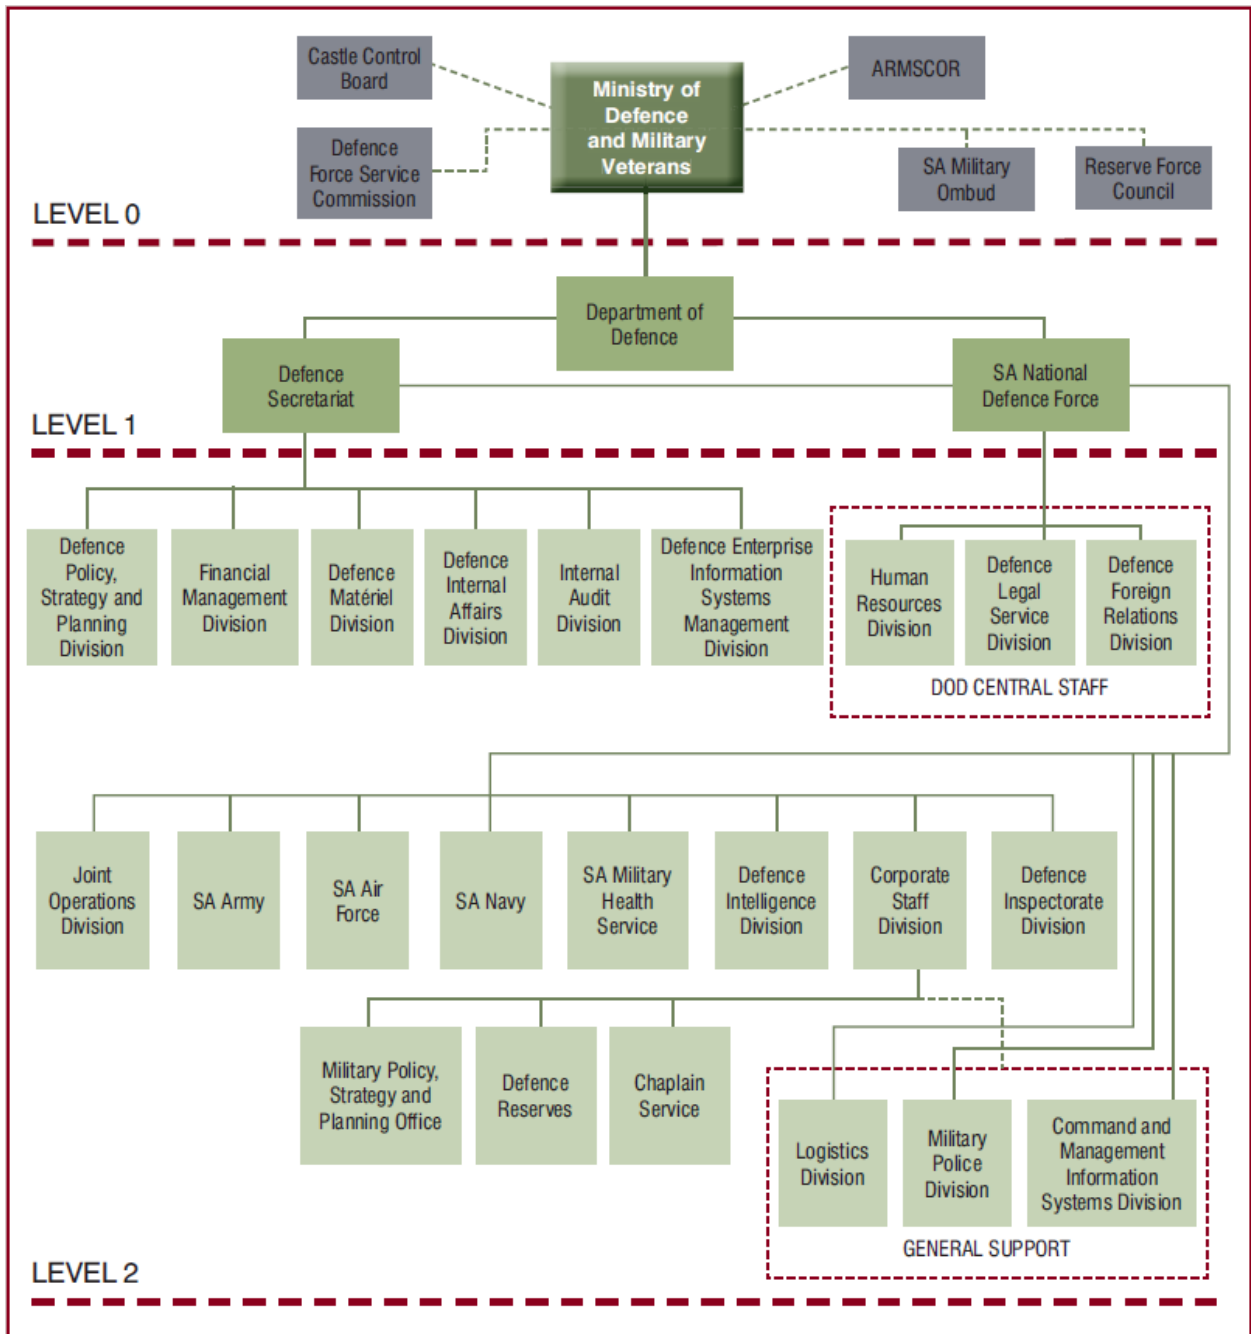 Castle Control
Board
Ministry of
Defence
and Military
Veterans
ARMSCOR
Defence
Force Service
Commission
SA Military
Ombud
Reserve Force
Council
LEVEL 0
Department of
Defence
Defence
Secretariat
SA National
Defence Force
LEVEL 1
Defence
Policy,
Strategy and
Planning
Division
Financial
Management
Division
Defence
Matériel
Division
Defence
Internal
Affairs
Division
Internal
Audit
Division
Defence Enterprise
Information
Systems
Management
Division
Human
Resources
Division
Defence
Legal
Service
Division
Defence
Foreign
Relations
Division
DOD CENTRAL STAFF
Joint
Operations
Division
SA Army
SA Air
Force
SA Navy
SA Military
Health
Service
Defence
Intelligence
Division
Corporate
Staff
Division
Defence
Inspectorate
Division
Military Policy,
Strategy and
Planning Office
Defence
Reserves
Chaplain
Service
Logistics
Division
Military
Police
Division
Command and
Management
Information
Systems Division
GENERAL SUPPORT
LEVEL 2